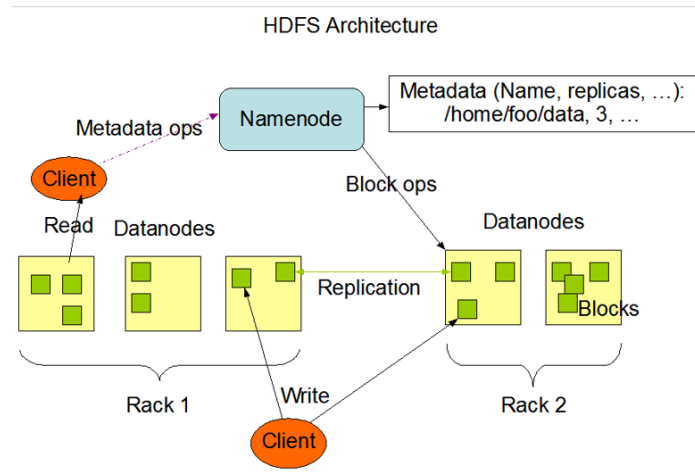 HDFS Architecture
Metadata (Name, replicas, …):
/home/foo/data, 3, …
Namenode
Metadata ops
Client
Block ops
Read
Datanodes
Datanodes
Replication
Blocks
Rack 1
Write
Rack 2
Client